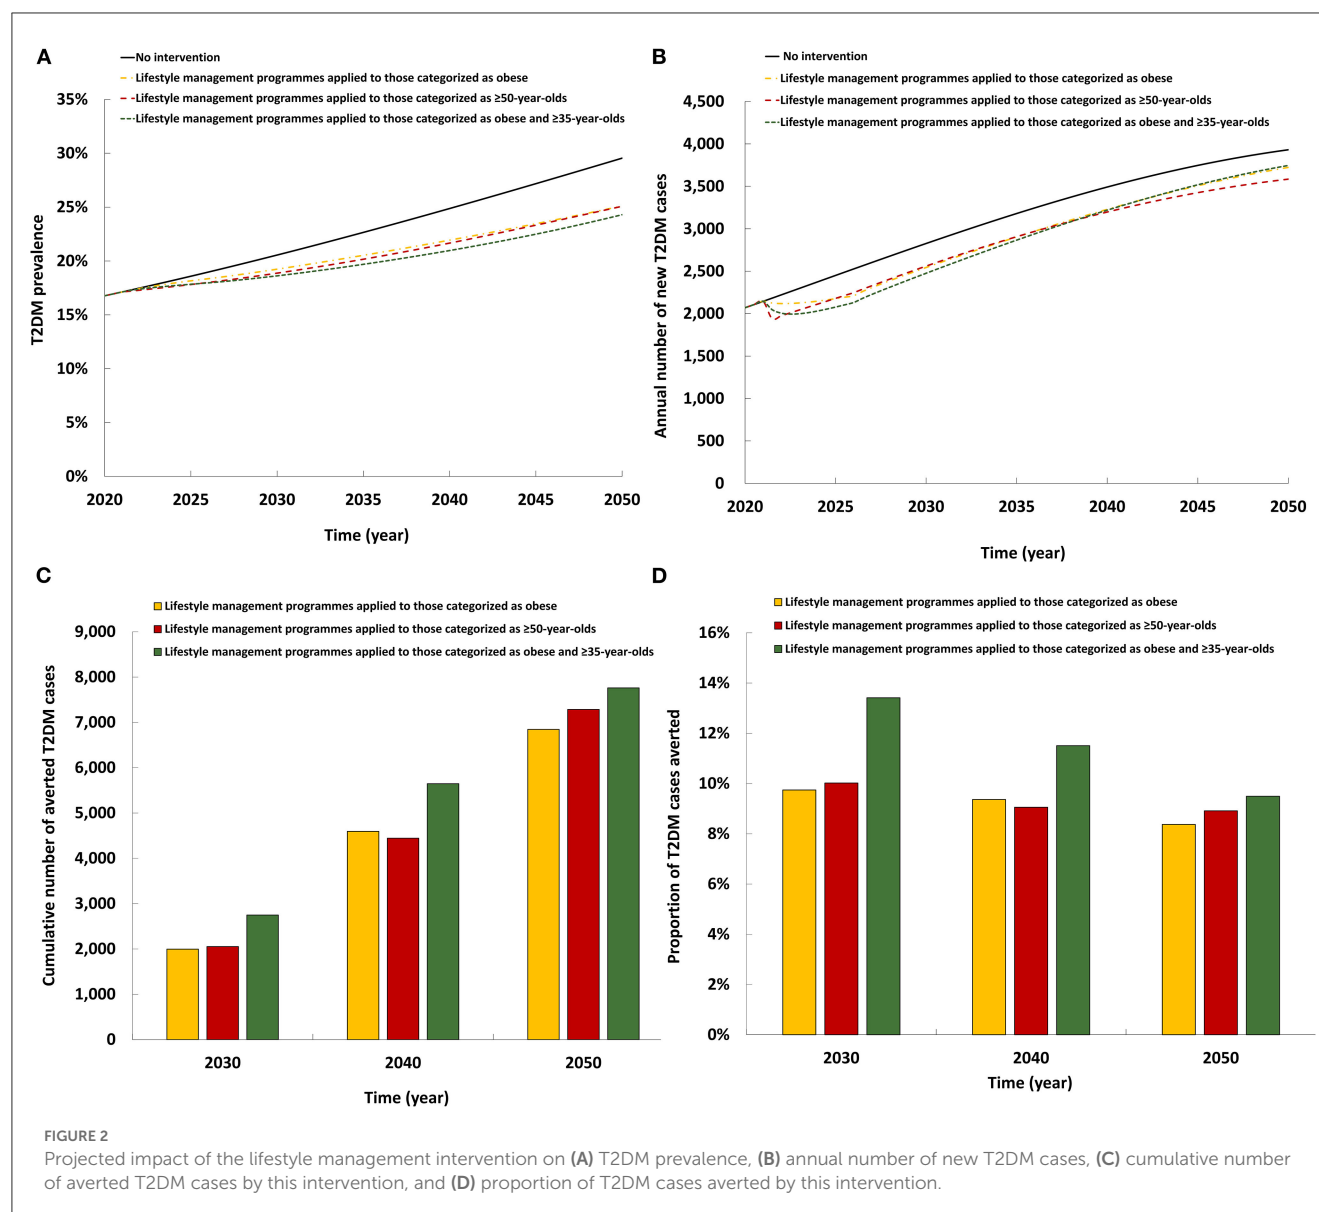 A
No intervention
Lifestyle management programmes applied to those categorized as obese
Lifestyle management programmes applied to those categorized as ≥50-year-olds
Lifestyle management programmes applied to those categorized as obese and ≥35-year-olds
35%
30%
25%
20%
15%
10%
5%
0%
T2DM prevalence
2020 2025 2030 2035 2040 2045 2050
Time (year)
B
No intervention
Lifestyle management programmes applied to those categorized as obese
Lifestyle management programmes applied to those categorized as ≥50-year-olds
Lifestyle management programmes applied to those categorized as obese and ≥35-year-olds
4,500
4,000
3,500
3,000
2,500
2,000
1,500
1,000
500
0
Annual number of new T2DM cases
2020 2025 2030 2035 2040 2045 2050
Time (year)
C
Lifestyle management programmes applied to those categorized as obese
Lifestyle management programmes applied to those categorized as ≥50-year-olds
Lifestyle management programmes applied to those categorized as obese and ≥35-year-olds
9,000
8,000
7,000
6,000
5,000
4,000
3,000
2,000
1,000
0
Cumulative number of averted T2DM cases
2030 2040 2050
Time (year)
D
Lifestyle management programmes applied to those categorized as obese
Lifestyle management programmes applied to those categorized as ≥50-year-olds
Lifestyle management programmes applied to those categorized as obese and ≥35-year-olds
16%
14%
12%
10%
8%
6%
4%
2%
0%
Proportion of T2DM cases averted
2030 2040 2050
Time (year)
FIGURE 2
Projected impact of the lifestyle management intervention on (A) T2DM prevalence, (B) annual number of new T2DM cases, (C) cumulative number
of averted T2DM cases by this intervention, and (D) proportion of T2DM cases averted by this intervention.